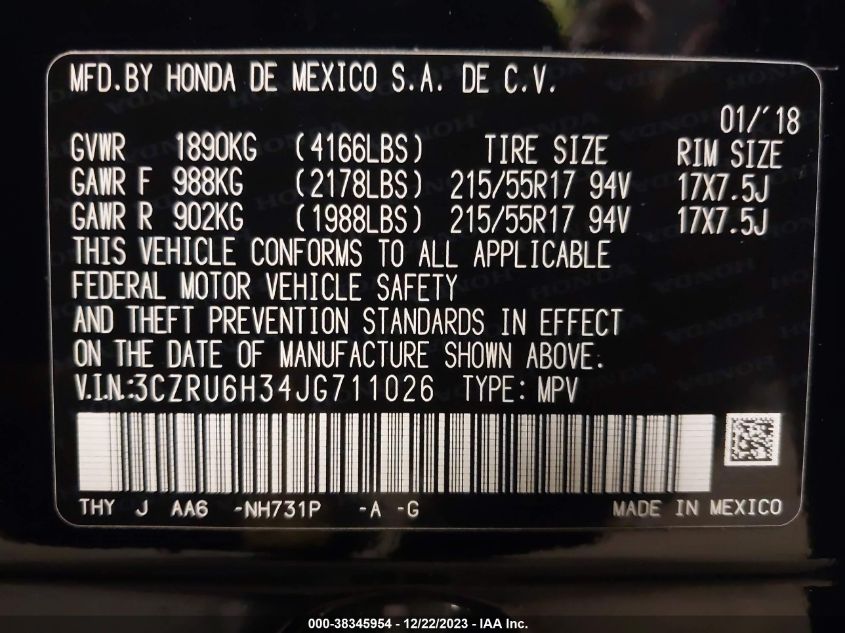 MFD.BY HONDA DE MEXICO S.A. DE C.V.
01/'18
GVWR 1890KG (4166LBS) TIRE SIZE RIM SIZE
GAWR F 988KG (2178LBS) 215/55R17 94V 17X7.5J
GAWR R 902KG (1988LBS) 215/55R17 94V 17X7.5J
THIS VEHICLE CONFORMS TO ALL APPLICABLE
FEDERAL MOTOR VEHICLE SAFETY
AND THEFT PREVENTION STANDARDS IN EFFECT
ON THE DATE OF MANUFACTURE SHOWN ABOVE.
V.I.N.:3CZRU6H34JG711026 TYPE: MPV
THY J AA6 -NH731P -A -G MADE IN MEXICO
000-38345954 - 12/22/2023 - IAA Inc.